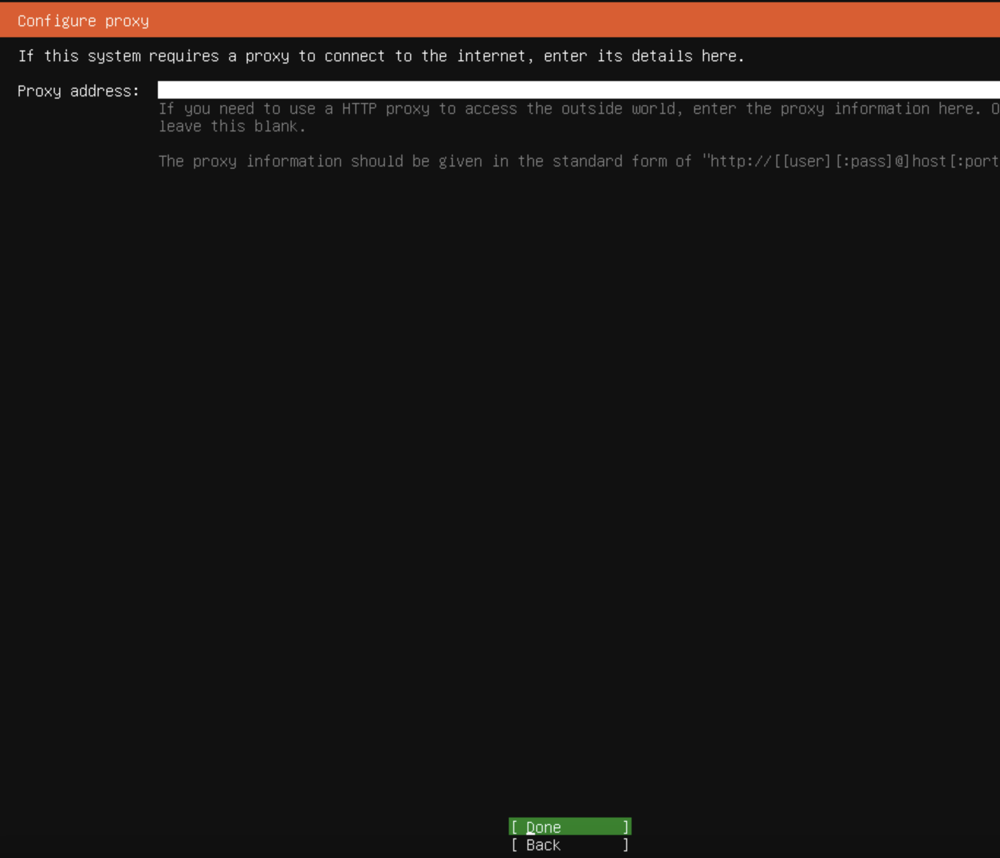 Configure proxy
If this system requires a proxy to connect to the internet, enter its details here.
Proxy address:
If you need to use a HTTP proxy to access the outside world, enter the proxy information here. O
leave this blank.
The proxy information should be given in the standard form of "http://[[user][:pass]@]host[:port
[ Done ]
[ Back ]